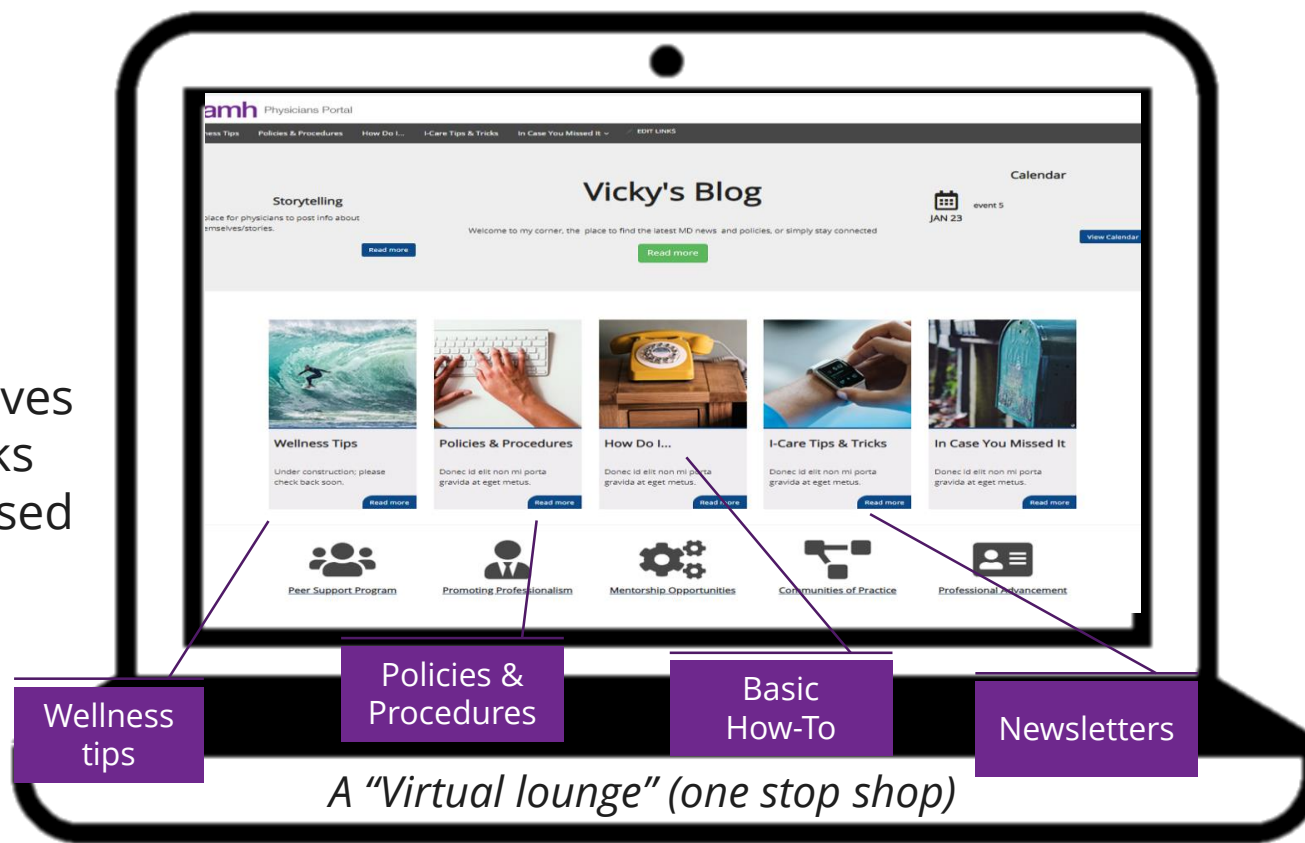 amh Physicians Portal
ness Tips Policies & Procedures How Do I... I-Care Tips & Tricks In Case You Missed It EDIT LINKS
Storytelling
place for physicians to post info about
emselves/stories.
Read more
Vicky's Blog
Welcome to my corner, the place to find the latest MD news and policies, or simply stay connected
Read more
Calendar
JAN 23
event 5
View Calendar
ves
ks
sed
Wellness Tips
Under construction; please
check back soon.
Read more
Policies & Procedures
Donec id elit non mi porta
gravida at eget metus.
Read more
How Do I...
Donec id elit non mi porta
gravida at eget metus.
Read more
I-Care Tips & Tricks
Donec id elit non mi porta
gravida at eget metus.
Read more
In Case You Missed It
Donec id elit non mi porta
gravida at eget metus.
Read more
Peer Support Program
Promoting Professionalism
Mentorship Opportunities
Communities of Practice
Professional Advancement
Wellness
tips
Policies &
Procedures
Basic
How-To
Newsletters
A “Virtual lounge” (one stop shop)